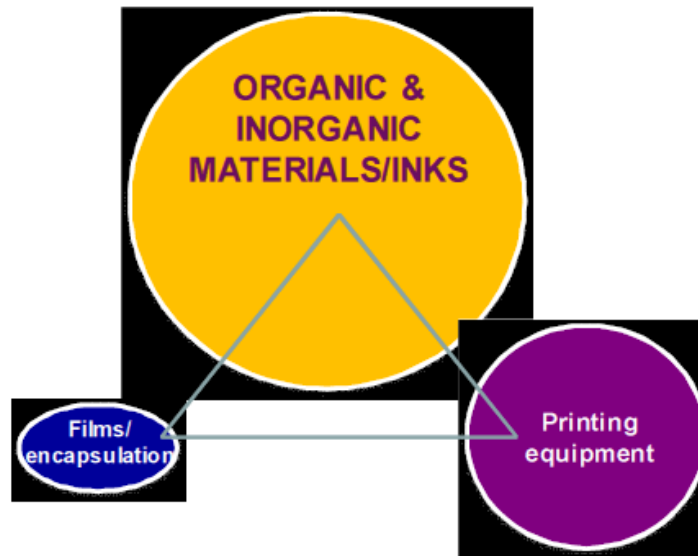 ORGANIC &
INORGANIC
MATERIALS/INKS
Films/
encapsulation
Printing
equipment